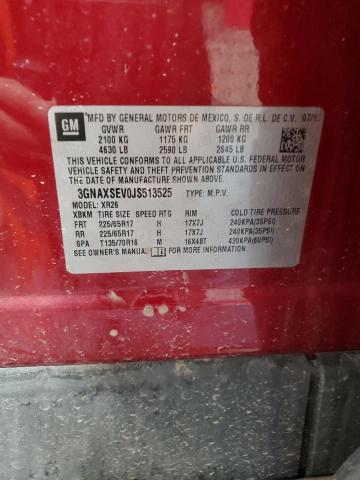 GM
MFD BY GENERAL MOTORS DE MEXICO, S. DE R.L. DE C.V. 07/1
GVWR GAWR FRT GAWR RR
2100 KG 1175 KG 1200 KG
4630 LB 2590 LB 2645 LB
THIS VEHICLE CONFORMS TO ALL APPLICABLE U.S. FEDERAL MOTOR
VEHICLE SAFETY, BUMPER, AND THEFT PREVENTION STANDARDS IN EFFECT ON
THE DATE OF MANUFACTURE SHOWN ABOVE.
3GNAXSEV0JS513525 TYPE: M.P.V.
MODEL: XR26
XBKM TIRE SIZE SPEED RTG RIM COLD TIRE PRESSURE
FRT 225/65R17 H 17X7J 240KPA(35PSI)
RR 225/65R17 H 17X7J 240KPA(35PSI)
SPA T135/70R16 M 16X4BT 420KPA(60PSI)
SEE OWNER'S MANUAL